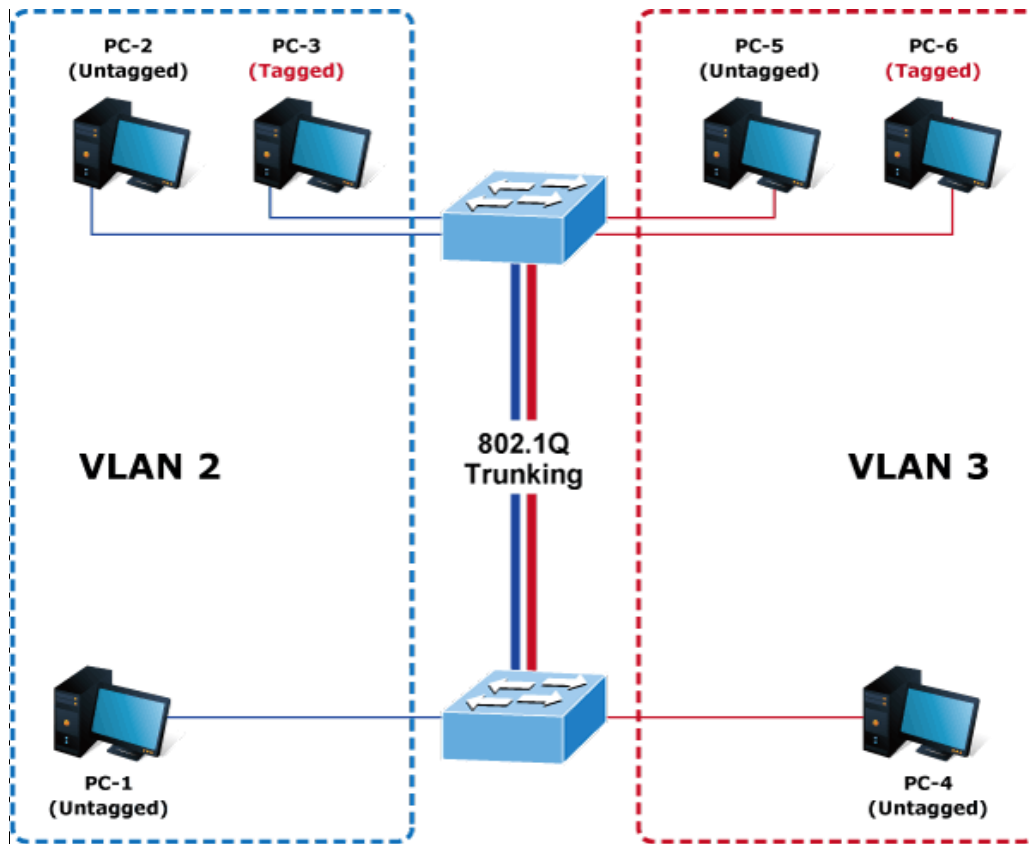 PC-2
(Untagged)
PC-3
(Tagged)
PC-5
(Untagged)
PC-6
(Tagged)
802.1Q
Trunking
VLAN 2
VLAN 3
PC-1
(Untagged)
PC-4
(Untagged)